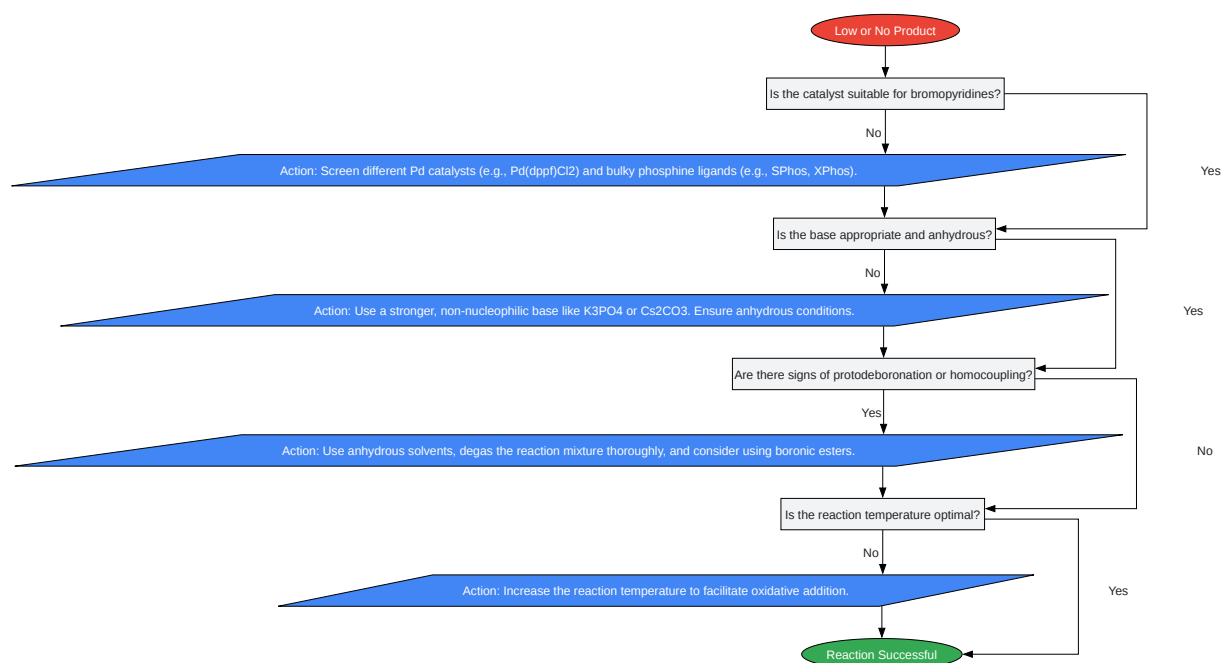 Low or No Product
Is the catalyst suitable for bromopyridines?
No
Action: Screen different Pd catalysts (e.g., Pd(dppf)Cl2) and bulky phosphine ligands (e.g., SPhos, XPhos).
Yes
Is the base appropriate and anhydrous?
No
Action: Use a stronger, non-nucleophilic base like K3PO4 or Cs2CO3. Ensure anhydrous conditions.
Yes
Are there signs of protodeboronation or homocoupling?
Yes
Action: Use anhydrous solvents, degas the reaction mixture thoroughly, and consider using boronic esters.
No
Is the reaction temperature optimal?
No
Action: Increase the reaction temperature to facilitate oxidative addition.
Yes
Reaction Successful